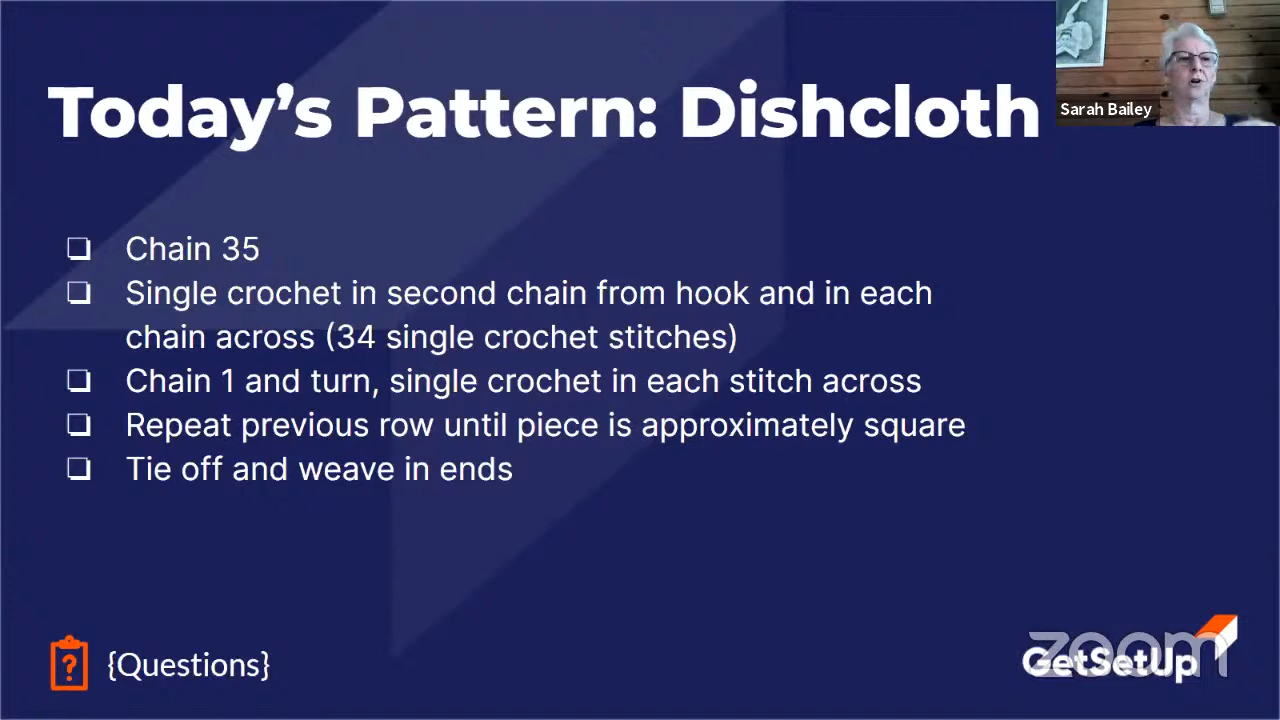 Today's Pattern: Dishcloth
Sarah Bailey
❏ Chain 35
❏ Single crochet in second chain from hook and in each
chain across (34 single crochet stitches)
❏ Chain 1 and turn, single crochet in each stitch across
❏ Repeat previous row until piece is approximately square
❏ Tie off and weave in ends
{Questions}
zoom
GetSetUp